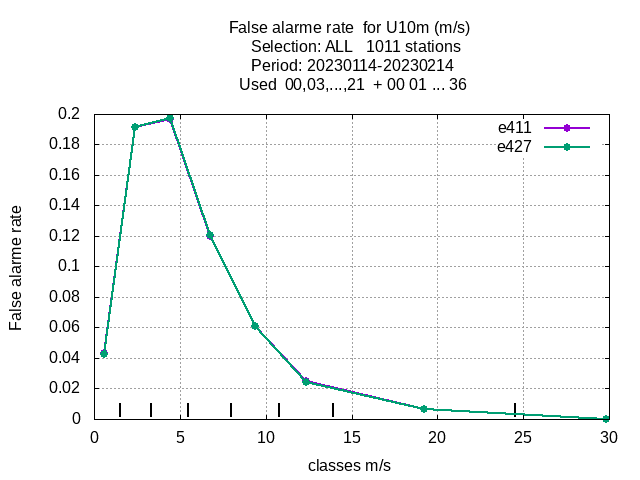 False alarme rate  for U10m (m/s)
Selection: ALL   1011 stations
Period: 20230114-20230214
Used  00,03,...,21  + 00 01 ... 36
e411
e427
0.2
0.18
0.16
0.14
0.12
0.1
0.08
0.06
0.04
0.02
0
False alarme rate
0 5 10 15 20 25 30
classes m/s